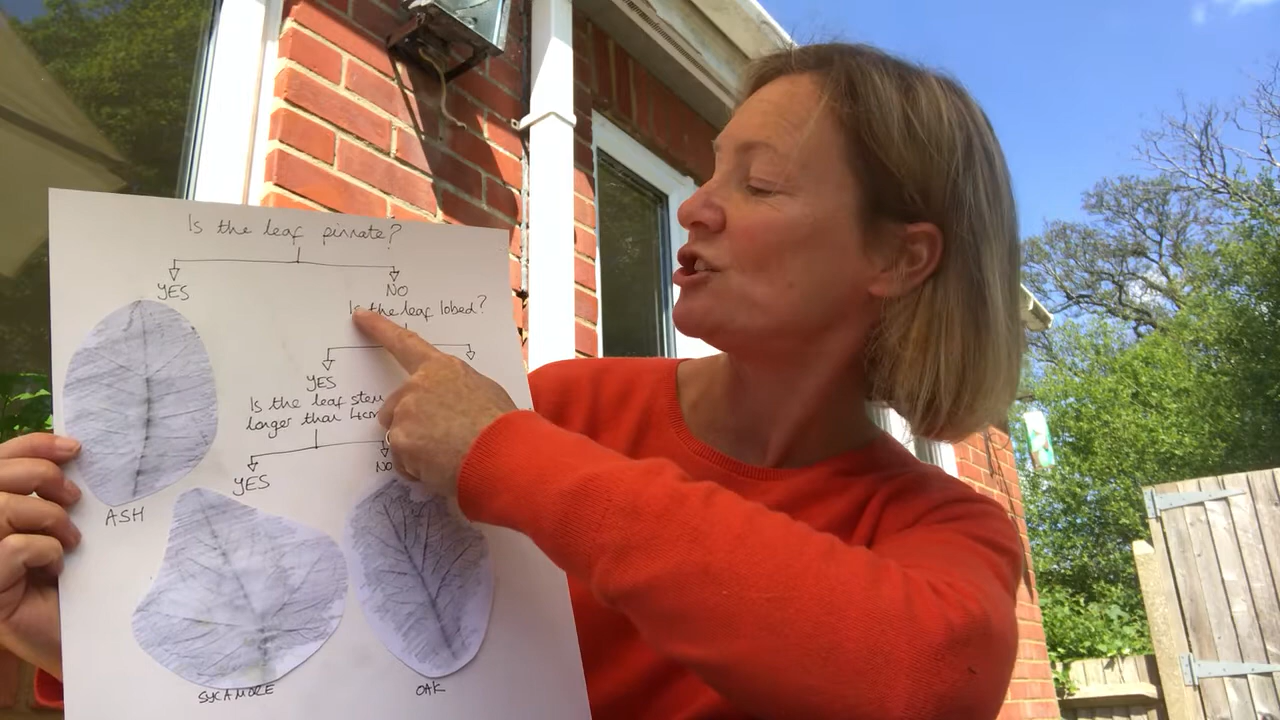 Is the leaf pinnate?
YES
NO
Is the leaf lobed?
YES
Is the leaf stem
longer than 4cm
YES
NO
ASH
SYCAMORE
OAK